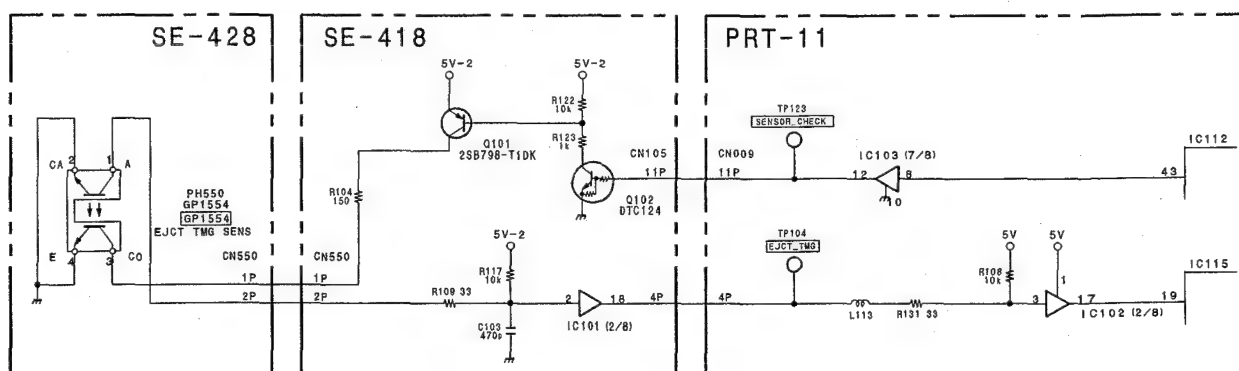 SE-428
CA 2 1 A
PH550
GP1554
GP1554
EJCT TMG SENS
E 4 3 CO
CN550
1P
2P
SE-418
5V-2
5V-2
R122
10k
R123
1k
Q101
2SB798-T1DK
Q102
DTC124
CN105
11P
R104
150
CN550
1P
2P
5V-2
R117
10k
R109 33
C103
470p
2 18
IC101 (2/8)
4P
PRT-11
TP123
SENSOR_CHECK
CN009
11P
IC103 (7/8)
12 8
10
IC112
43
TP104
EJCT_TMG
4P
5V
5V
R108
10k
1
L113
R131 33
3 17
IC102 (2/8)
IC115
19